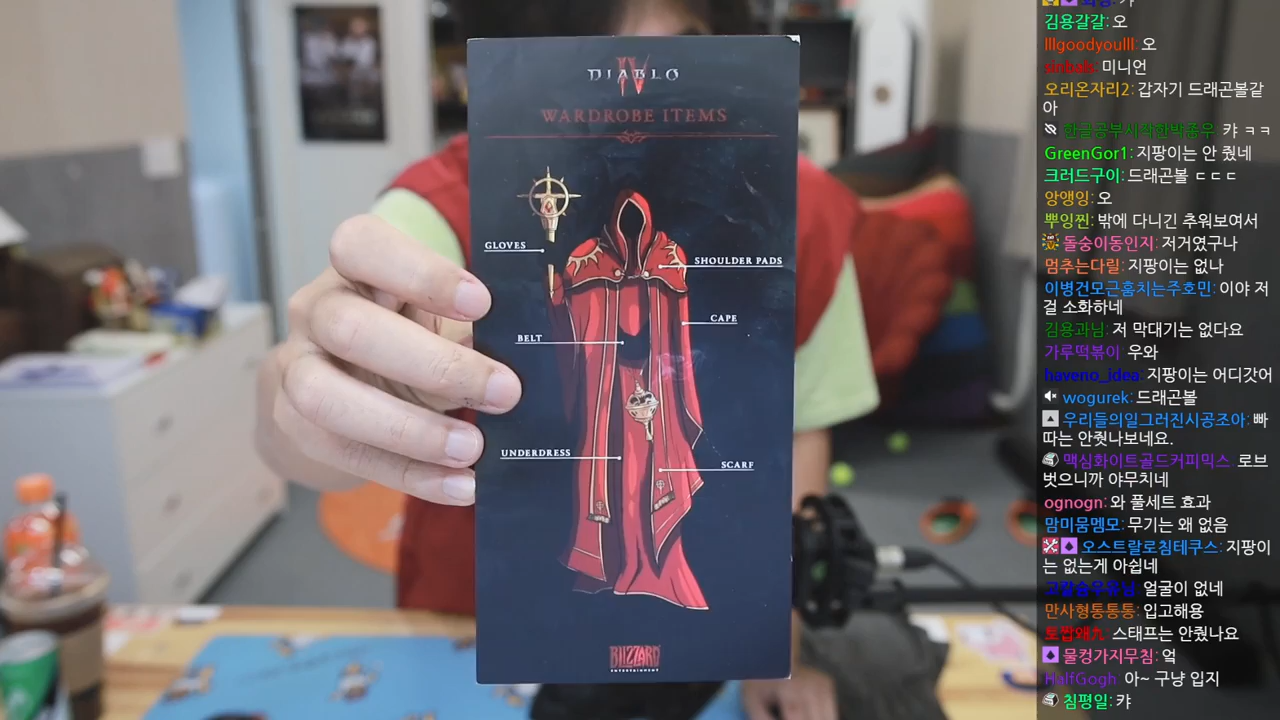 DIABLO
IV
WARDROBE ITEMS
GLOVES
SHOULDER PADS
CAPE
BELT
UNDERDRESS
SCARF
BLIZZARD
ENTERTAINMENT
김용갈갈: 오
lllgoodyoulll: 오
sinbals: 미니언
오리온자리2: 갑자기 드래곤볼같
아
한글공부시작한박종우 캬 ㅋㅋ
GreenGor1: 지팡이는 안 줬네
크러드구이: 드래곤볼 ㄷㄷㄷ
앙앵잉: 오
뿌잉찐: 밖에 다니긴 추워보여서
돌숭이동인지: 저거였구나
멈추는다릴: 지팡이는 없나
이병건모근훔치는주호민: 이야 저
걸 소화하네
김용과님: 저 막대기는 없다요
가루떡볶이 우와
haveno_idea: 지팡이는 어디갓어
wogurek: 드래곤볼
우리들의일그러진시공조아: 빠
따는 안줬나보네요.
맥심화이트골드커피믹스 로브
벗으니까 야무치네
ognogn: 와 풀세트 효과
맘미뭄멤모: 무기는 왜 없음
오스트랄로침테쿠스: 지팡이
는 없는게 아쉽네
고칼슘우유님: 얼굴이 없네
만사형통통통: 입고해용
스태프는 안줬나요
물컹가지무침: 엌
HalfGogh 아~ 구냥 입지
침평일: 캬